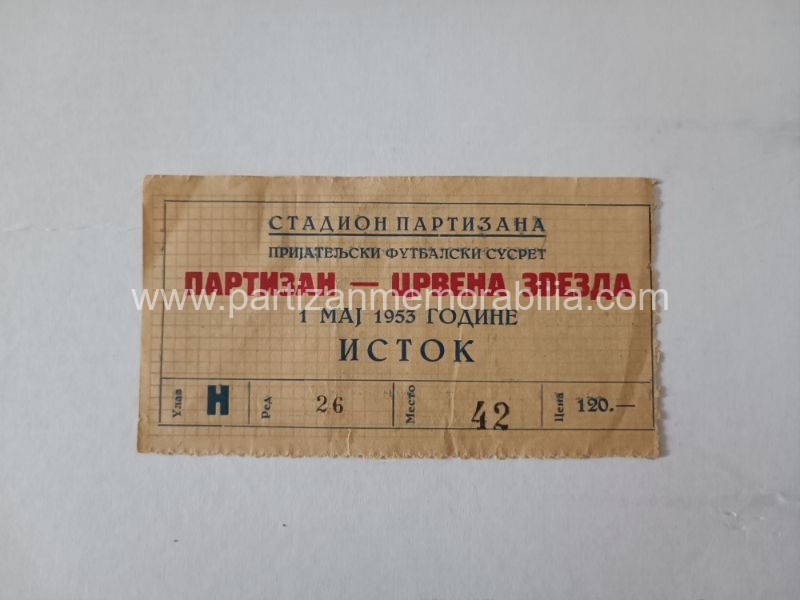 СТАДИОН ПАРТИЗАНА
ПРИЈАТЕЉСКИ ФУТБАЛСКИ СУСРЕТ
ПАРТИЗАН — ЦРВЕНА ЗВЕЗДА
www.partizanmemorabilia.com
1 МАЈ 1953 ГОДИНЕ
ИСТОК
Улаз Н Ред 26 Место 42 Цена 120.—